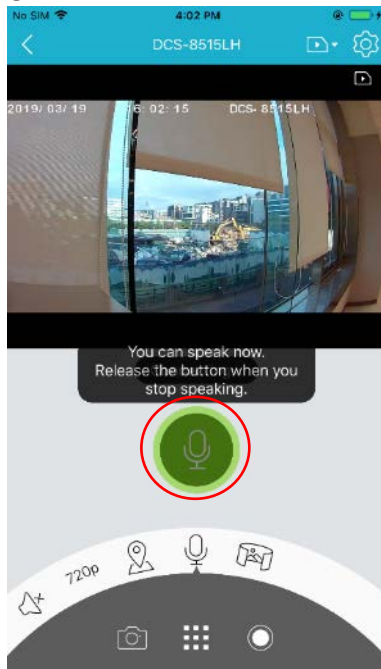 No SIM 4:02 PM
DCS-8515LH
2019/ 03/ 19 16: 02: 15 DCS- 8515LH
You can speak now.
Release the button when you
stop speaking.
720p